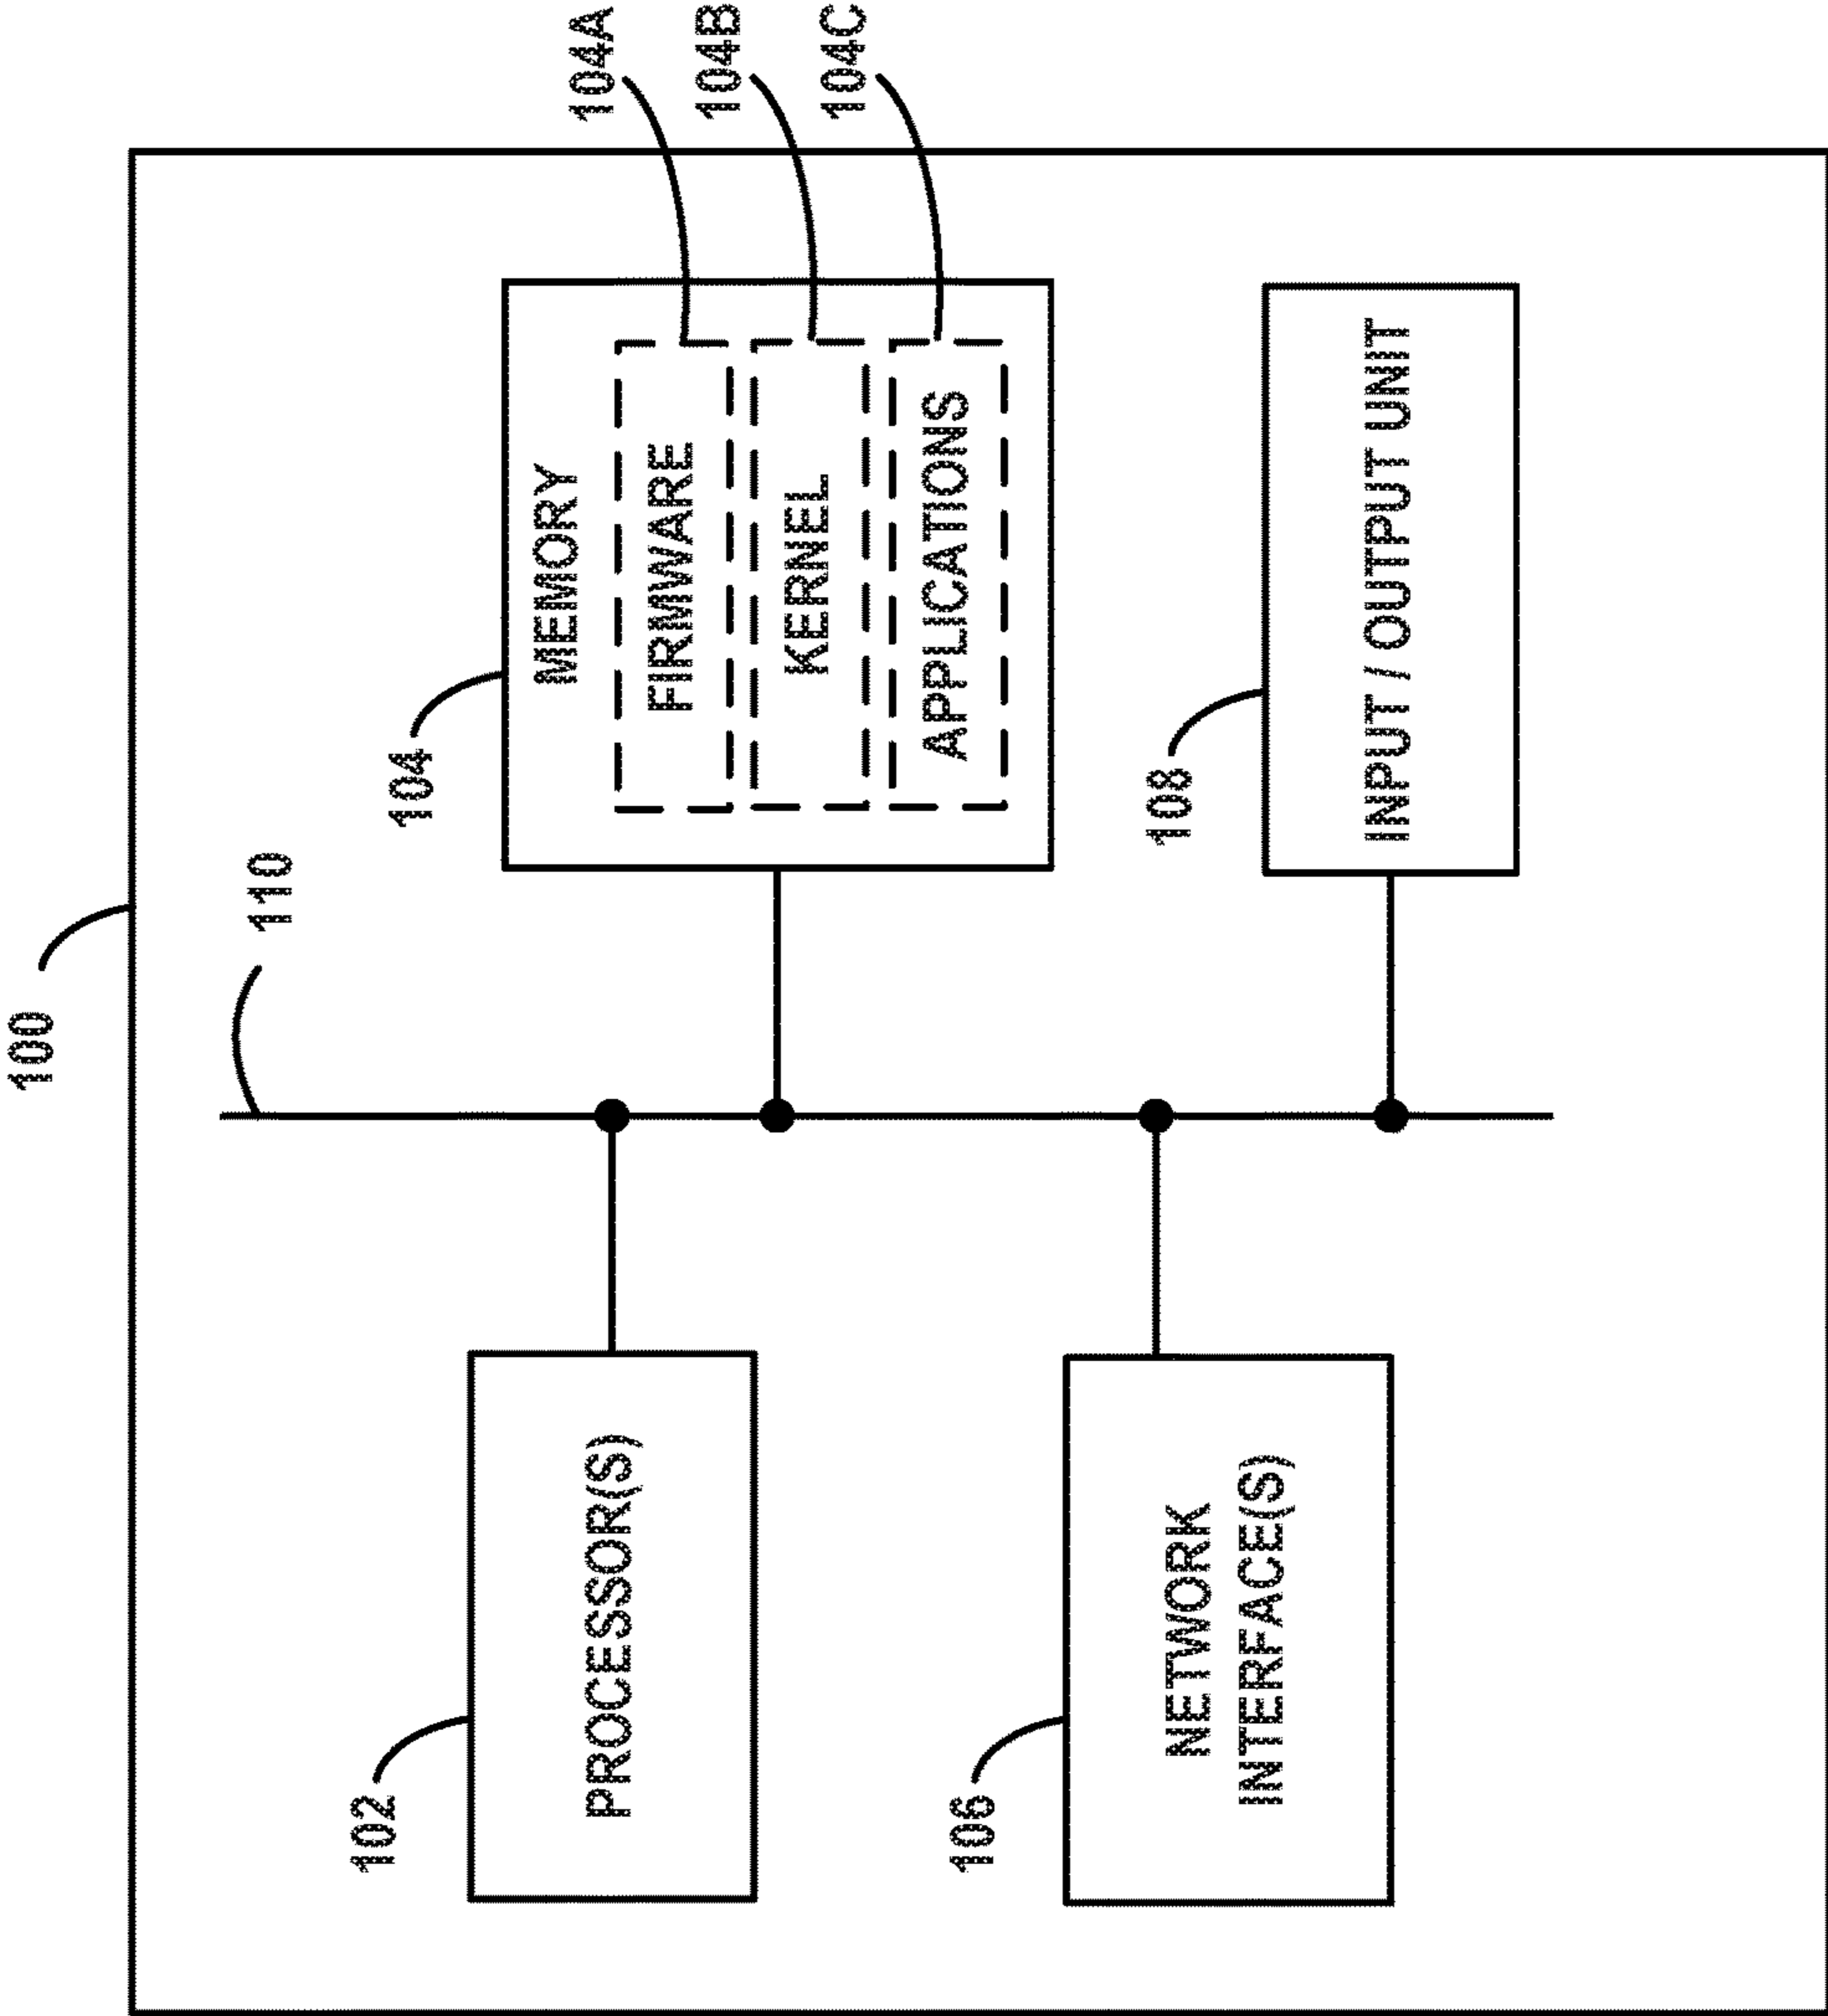 100
110
102
PROCESSOR(S)
104
MEMORY
FIRMWARE
104A
KERNEL
104B
APPLICATIONS
104C
106
NETWORK
INTERFACE(S)
108
INPUT / OUTPUT UNIT